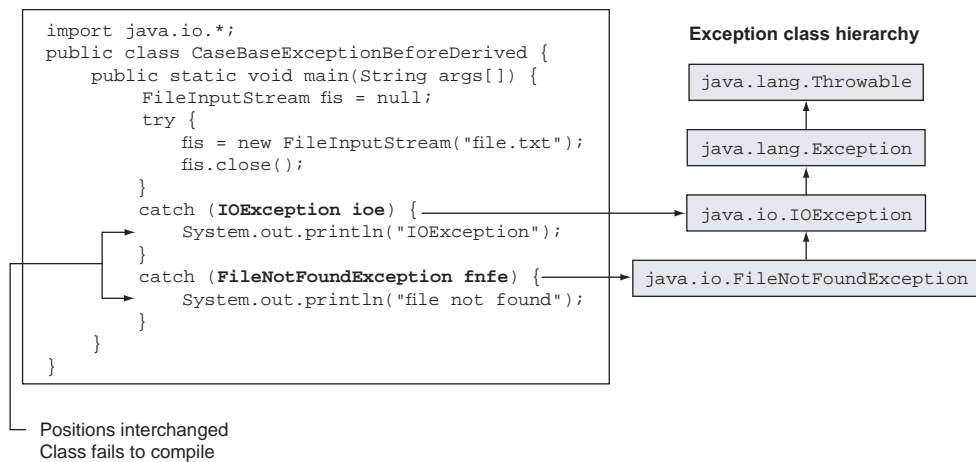 import java.io.*;
public class CaseBaseExceptionBeforeDerived {
    public static void main(String args[]) {
        FileInputStream fis = null;
        try {
            fis = new FileInputStream("file.txt");
            fis.close();
        }
        catch (IOException ioe) {
            System.out.println("IOException");
        }
        catch (FileNotFoundException fnfe) {
            System.out.println("file not found");
        }
    }
}
Positions interchanged
Class fails to compile
Exception class hierarchy
java.lang.Throwable
java.lang.Exception
java.io.IOException
java.io.FileNotFoundException